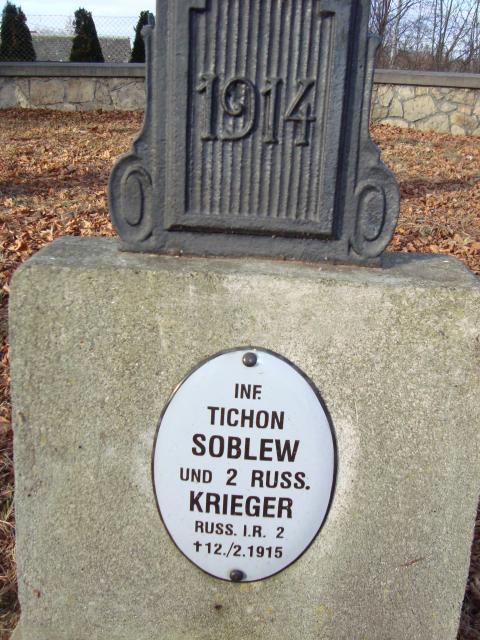 1914
INF.
TICHON
SOBLEW
UND 2 RUSS.
KRIEGER
RUSS. I.R. 2
†12./2.1915